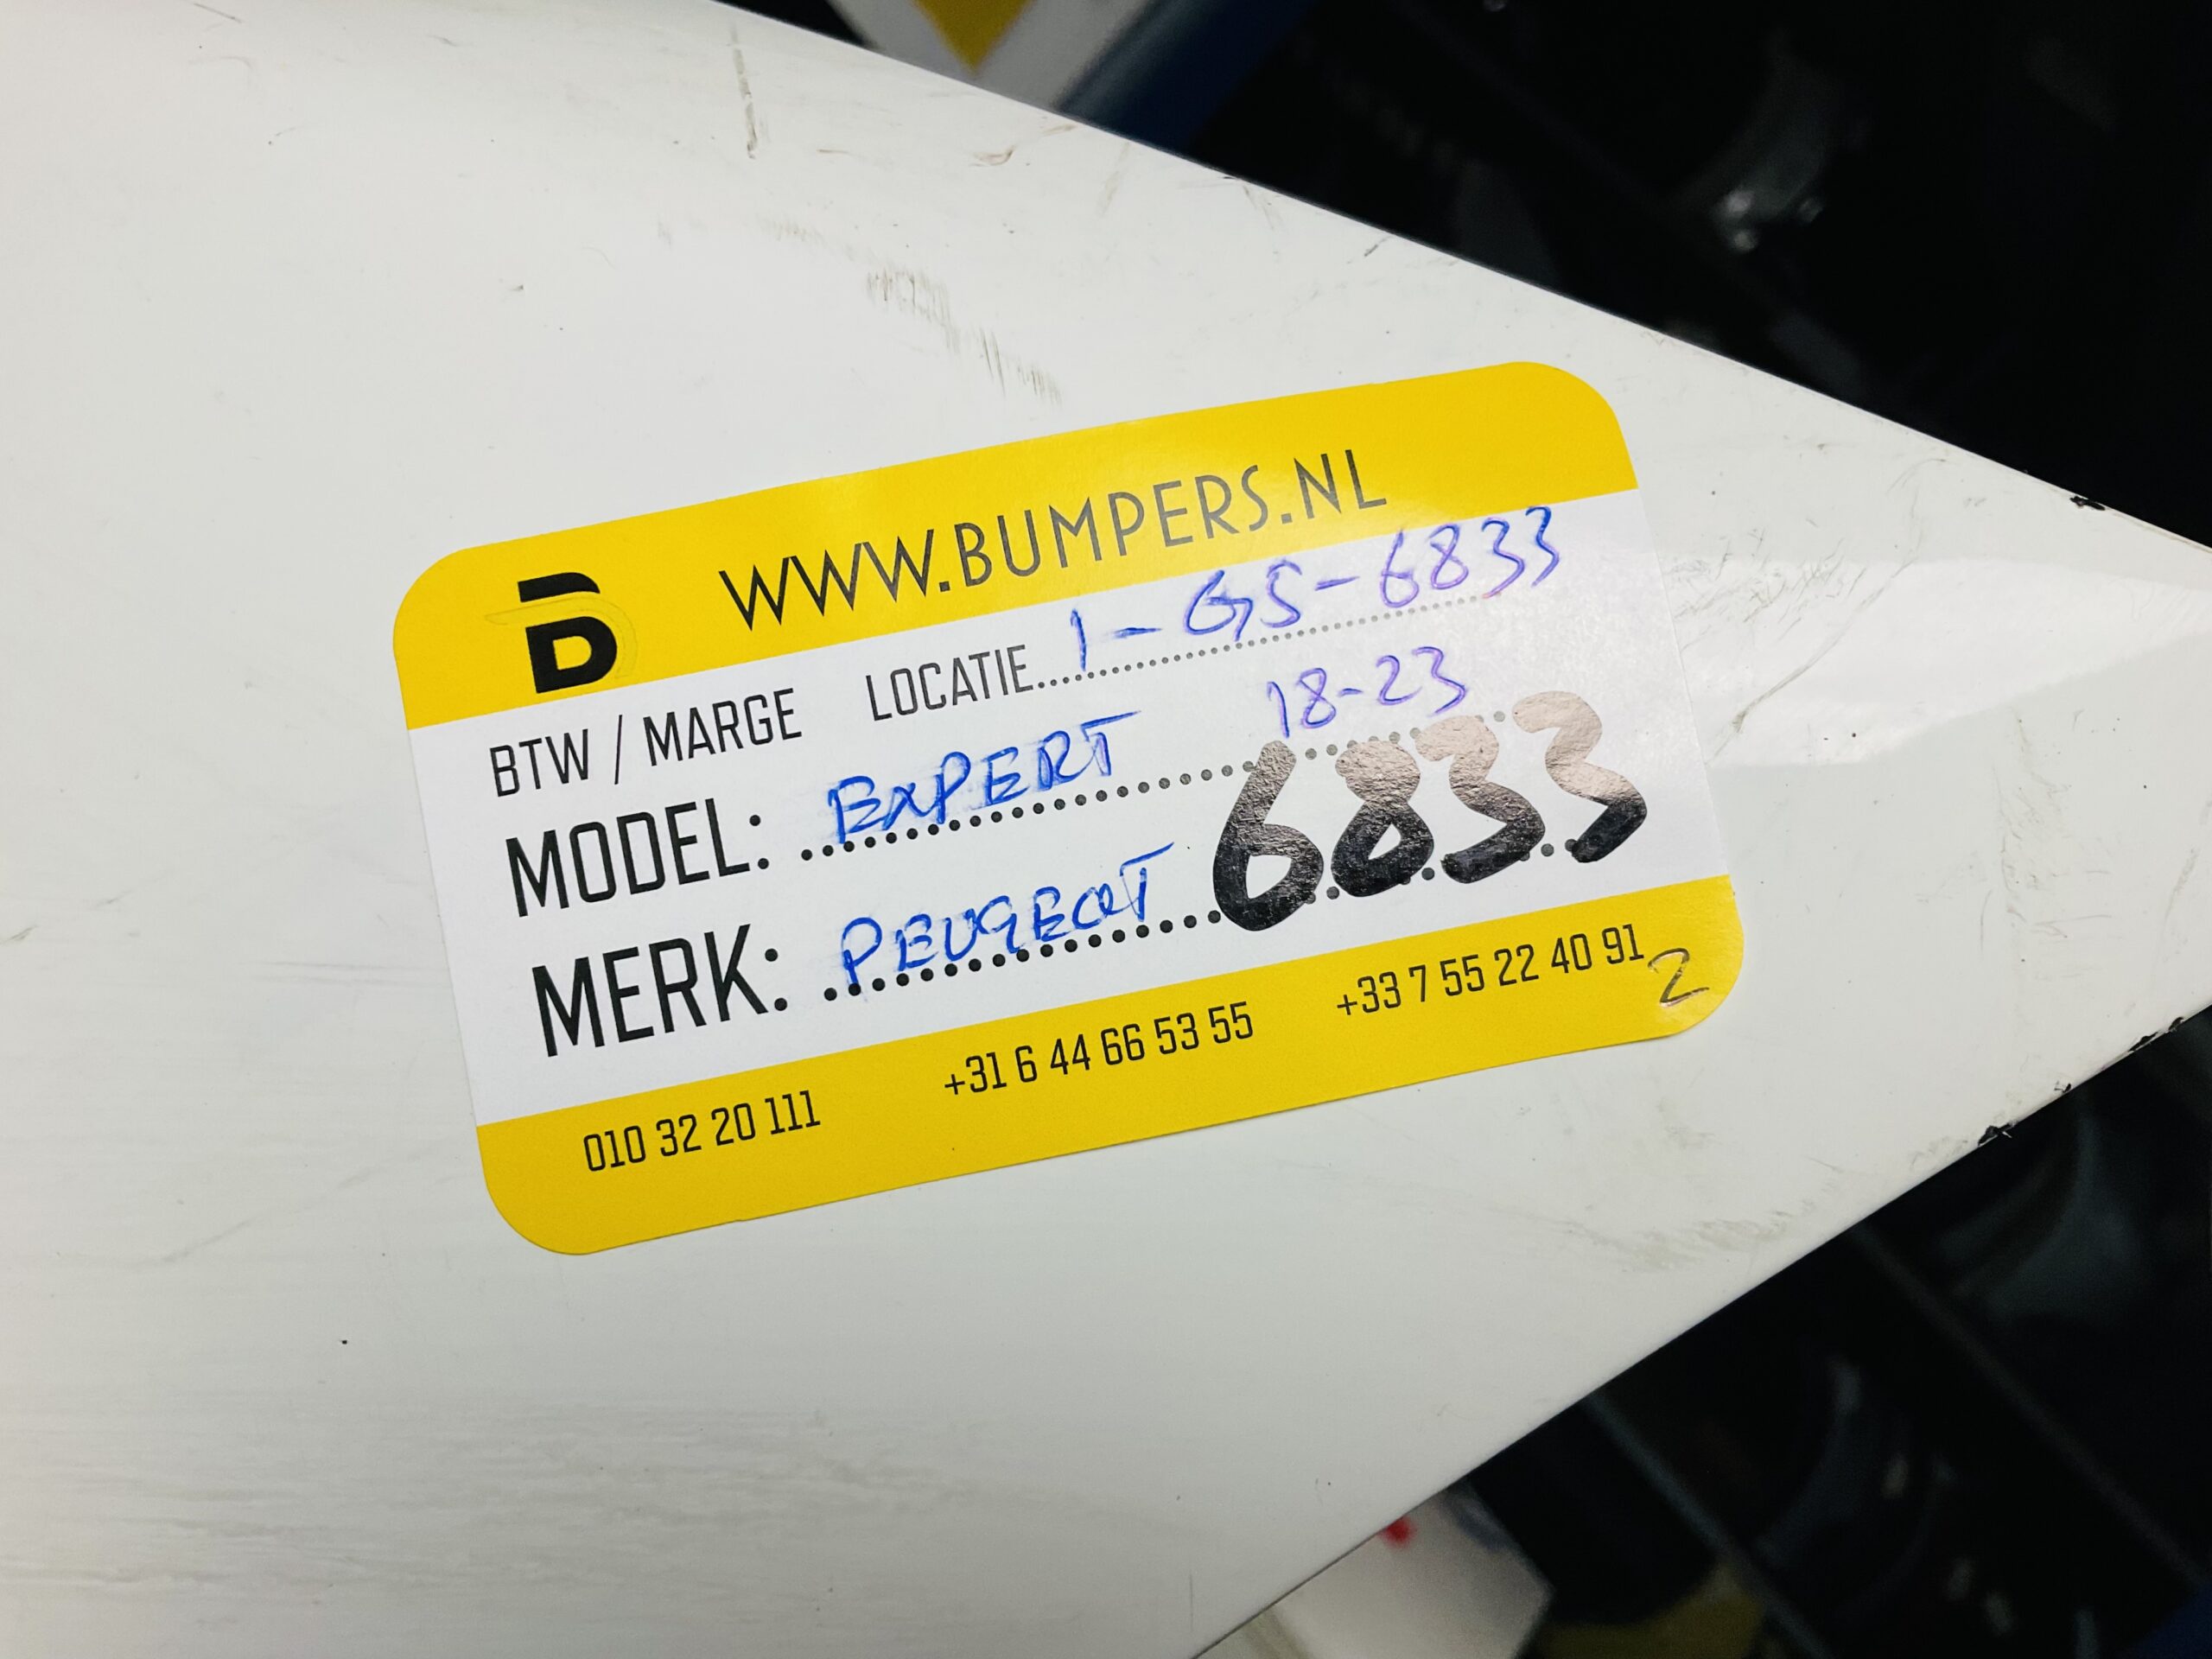 B WWW.BUMPERS.NL
BTW / MARGE LOCATIE 1-GS-6833
18-23
MODEL: EXPERT
MERK: PEUGEOT 6833
010 32 20 111 +31 6 44 66 53 55 +33 7 55 22 40 91 2